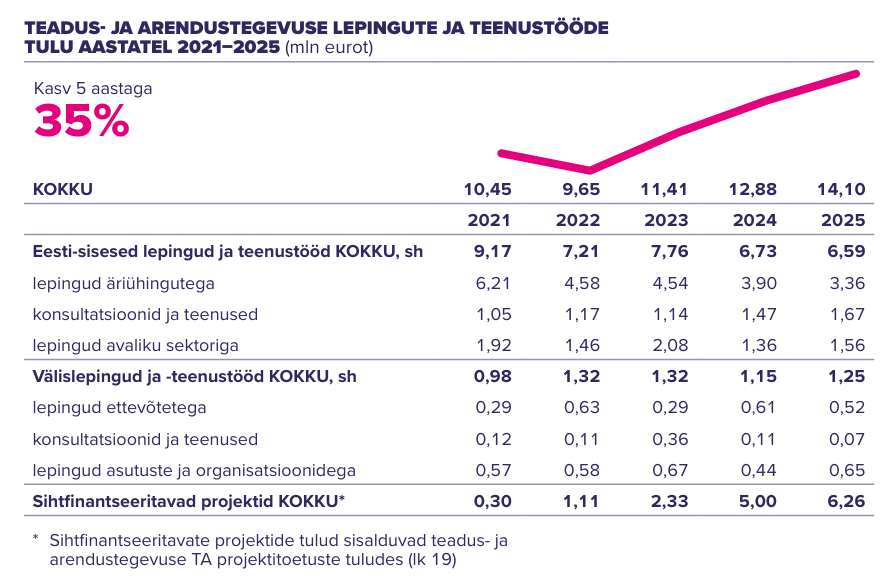 TEADUS- JA ARENDUSTEGEVUSE LEPINGUTE JA TEENUSTÖÖDE
TULU AASTATEL 2021–2025 (mln eurot)
Kasv 5 aastaga
35%
KOKKU 10,45 9,65 11,41 12,88 14,10
2021 2022 2023 2024 2025
Eesti-sisesed lepingud ja teenustööd KOKKU, sh 9,17 7,21 7,76 6,73 6,59
lepingud äriühingutega 6,21 4,58 4,54 3,90 3,36
konsultatsioonid ja teenused 1,05 1,17 1,14 1,47 1,67
lepingud avaliku sektoriga 1,92 1,46 2,08 1,36 1,56
Välislepingud ja -teenustööd KOKKU, sh 0,98 1,32 1,32 1,15 1,25
lepingud ettevõtetega 0,29 0,63 0,29 0,61 0,52
konsultatsioonid ja teenused 0,12 0,11 0,36 0,11 0,07
lepingud asutuste ja organisatsioonidega 0,57 0,58 0,67 0,44 0,65
Sihtfinantseeritavad projektid KOKKU* 0,30 1,11 2,33 5,00 6,26
* Sihtfinantseeritavate projektide tulud sisalduvad teadus- ja
arendustegevuse TA projektitoetuste tuludes (lk 19)